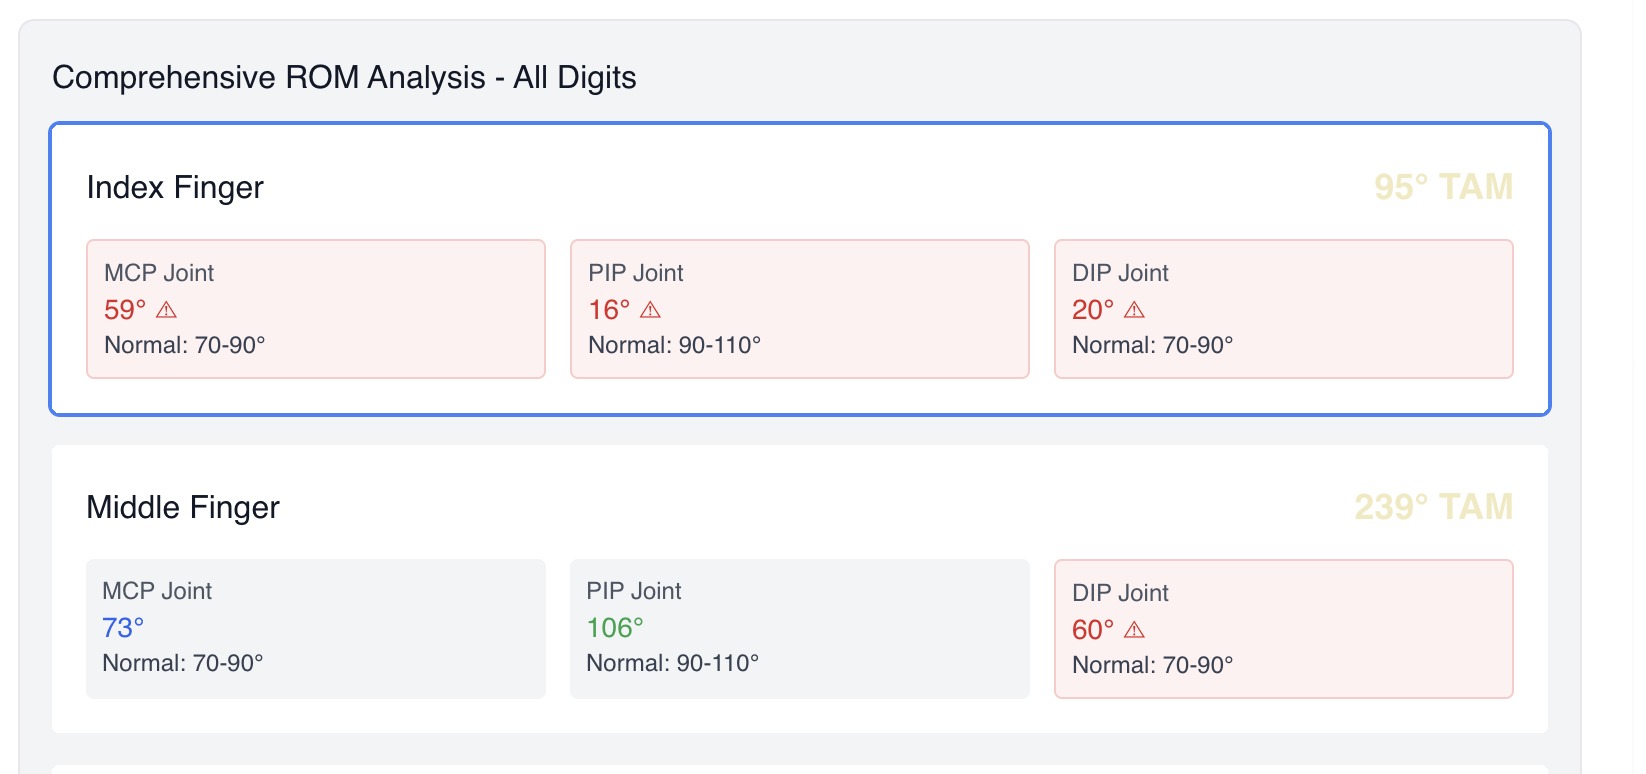 Comprehensive ROM Analysis - All Digits
Index Finger
95° TAM
MCP Joint
59° ⚠
Normal: 70-90°
PIP Joint
16° ⚠
Normal: 90-110°
DIP Joint
20° ⚠
Normal: 70-90°
Middle Finger
239° TAM
MCP Joint
73°
Normal: 70-90°
PIP Joint
106°
Normal: 90-110°
DIP Joint
60° ⚠
Normal: 70-90°